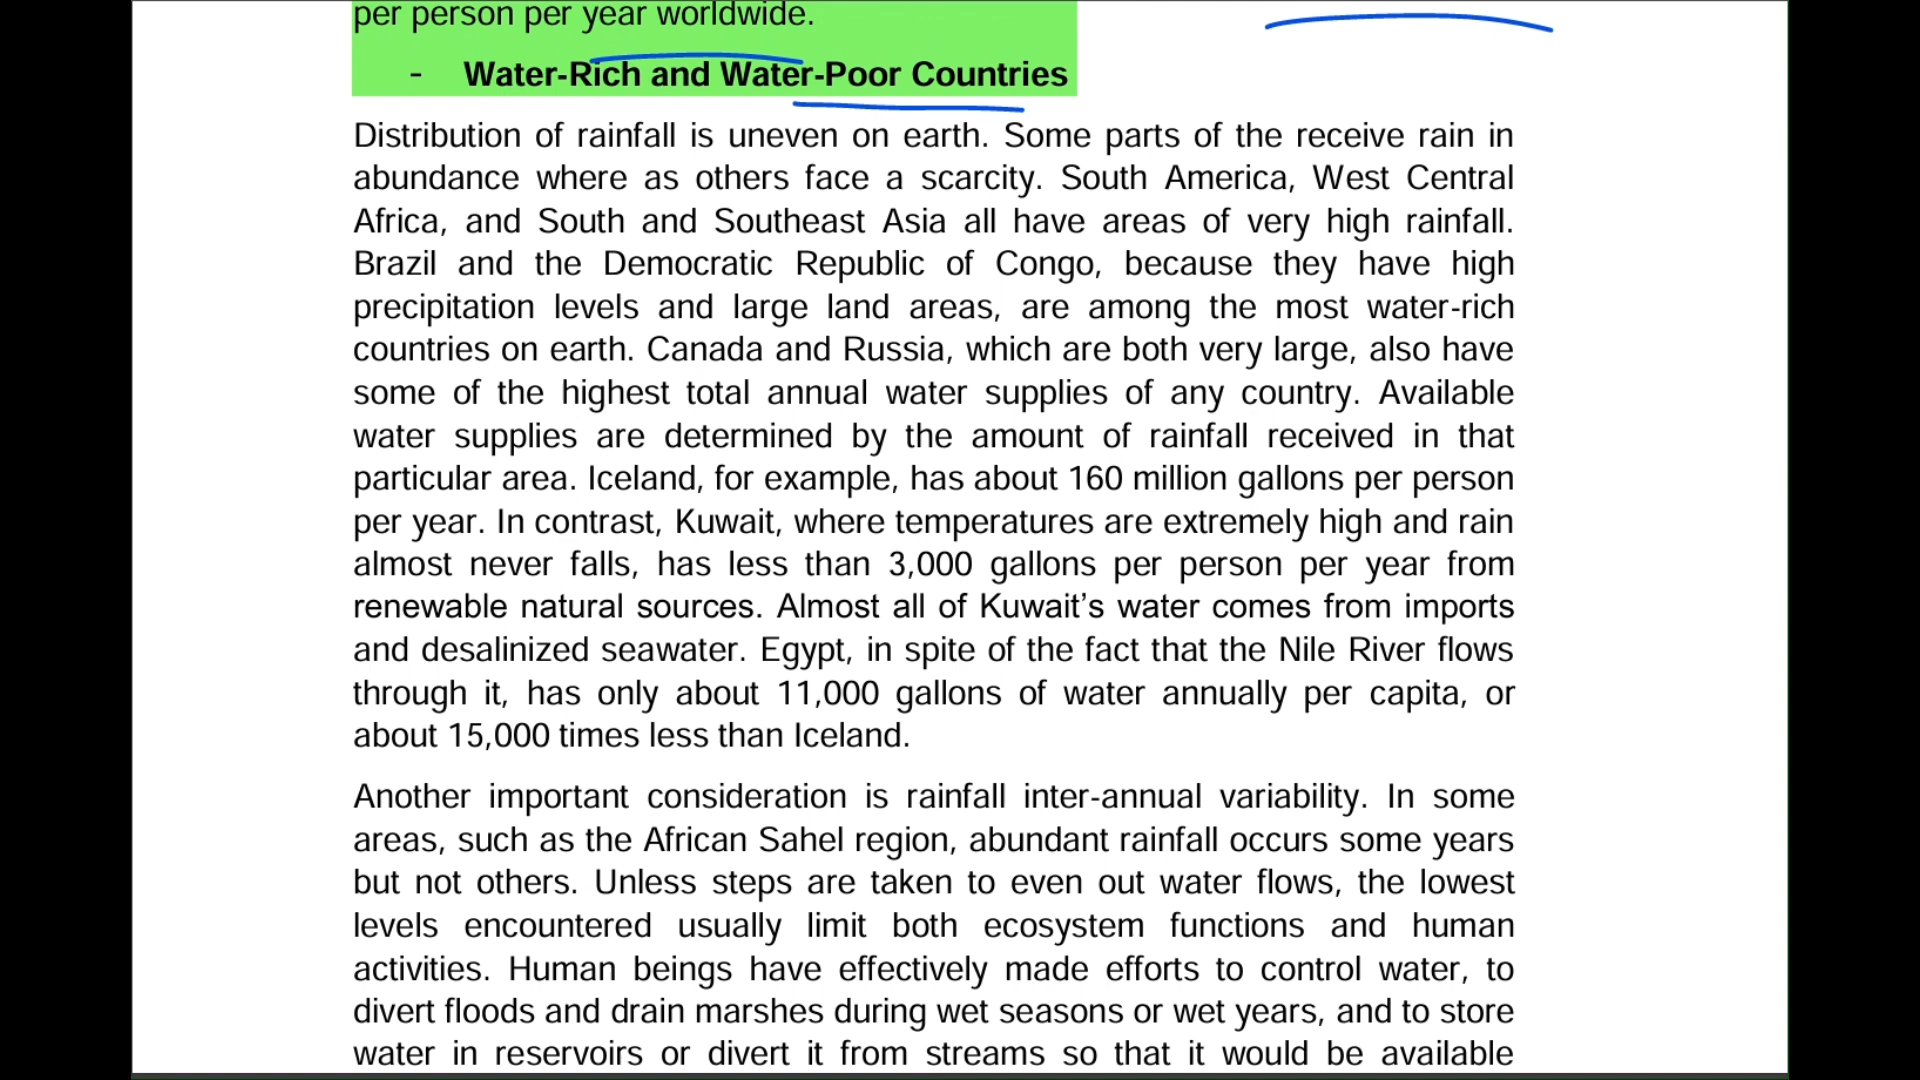 per person per year worldwide.
- Water-Rich and Water-Poor Countries
Distribution of rainfall is uneven on earth. Some parts of the receive rain in
abundance where as others face a scarcity. South America, West Central
Africa, and South and Southeast Asia all have areas of very high rainfall.
Brazil and the Democratic Republic of Congo, because they have high
precipitation levels and large land areas, are among the most water-rich
countries on earth. Canada and Russia, which are both very large, also have
some of the highest total annual water supplies of any country. Available
water supplies are determined by the amount of rainfall received in that
particular area. Iceland, for example, has about 160 million gallons per person
per year. In contrast, Kuwait, where temperatures are extremely high and rain
almost never falls, has less than 3,000 gallons per person per year from
renewable natural sources. Almost all of Kuwait’s water comes from imports
and desalinized seawater. Egypt, in spite of the fact that the Nile River flows
through it, has only about 11,000 gallons of water annually per capita, or
about 15,000 times less than Iceland.
Another important consideration is rainfall inter-annual variability. In some
areas, such as the African Sahel region, abundant rainfall occurs some years
but not others. Unless steps are taken to even out water flows, the lowest
levels encountered usually limit both ecosystem functions and human
activities. Human beings have effectively made efforts to control water, to
divert floods and drain marshes during wet seasons or wet years, and to store
water in reservoirs or divert it from streams so that it would be available